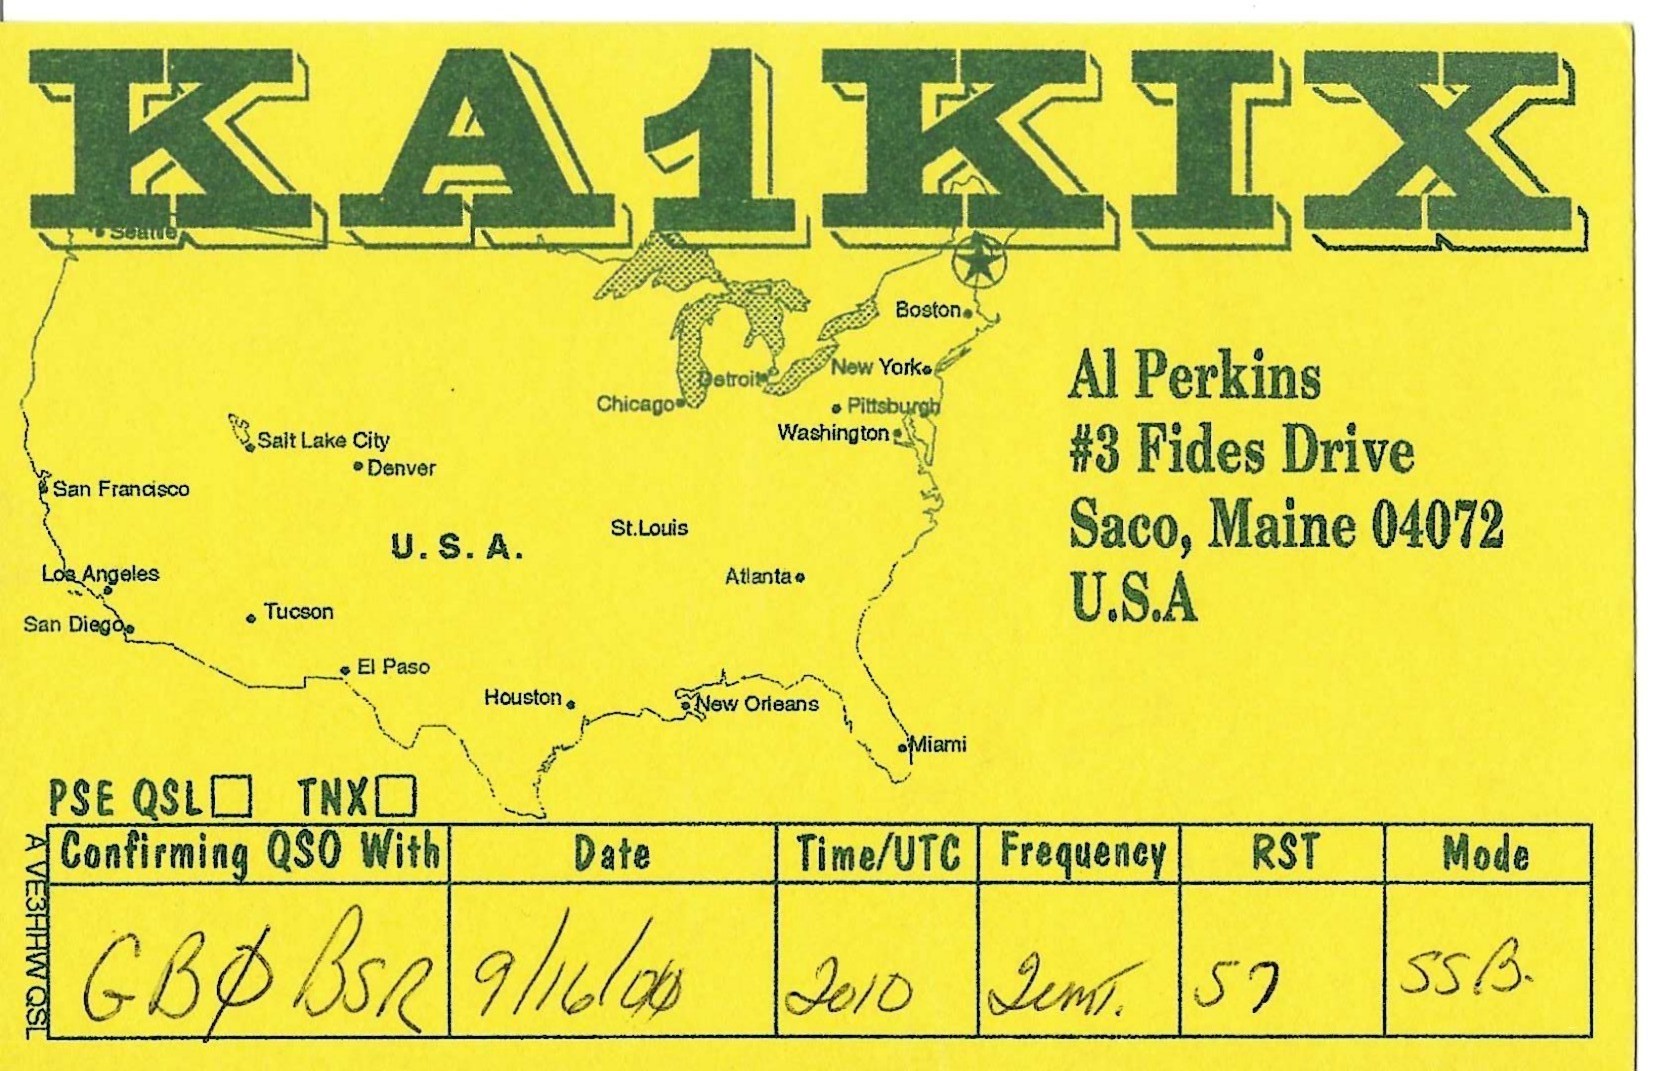 KA1KIX
Seattle
Boston
New York
Detroit
Chicago
Pittsburgh
Washington
Salt Lake City
Denver
San Francisco
St.Louis
U. S. A.
Los Angeles
Atlanta
Tucson
San Diego
El Paso
Houston
New Orleans
Miami
Al Perkins
#3 Fides Drive
Saco, Maine 04072
U.S.A
PSE QSL TNX
A VE3HHW QSL
Confirming QSO With Date Time/UTC Frequency RST Mode
GBØ BSR 9/16/00 2010 57 SSB.